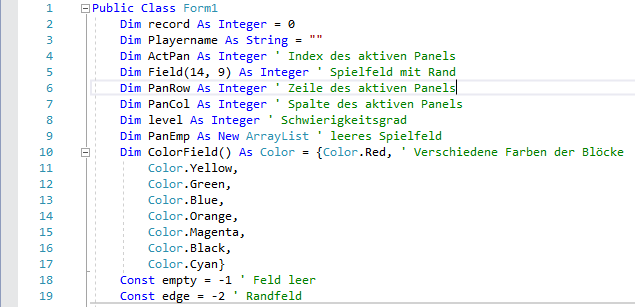 1 Public Class Form1
2 Dim record As Integer = 0
3 Dim Playername As String = ""
4 Dim ActPan As Integer ' Index des aktiven Panels
5 Dim Field(14, 9) As Integer ' Spielfeld mit Rand
6 Dim PanRow As Integer ' Zeile des aktiven Panels
7 Dim PanCol As Integer ' Spalte des aktiven Panels
8 Dim level As Integer ' Schwierigkeitsgrad
9 Dim PanEmp As New ArrayList ' leeres Spielfeld
10 Dim ColorField() As Color = {Color.Red, ' Verschiedene Farben der Blöcke
11 Color.Yellow,
12 Color.Green,
13 Color.Blue,
14 Color.Orange,
15 Color.Magenta,
16 Color.Black,
17 Color.Cyan}
18 Const empty = -1 ' Feld leer
19 Const edge = -2 ' Randfeld